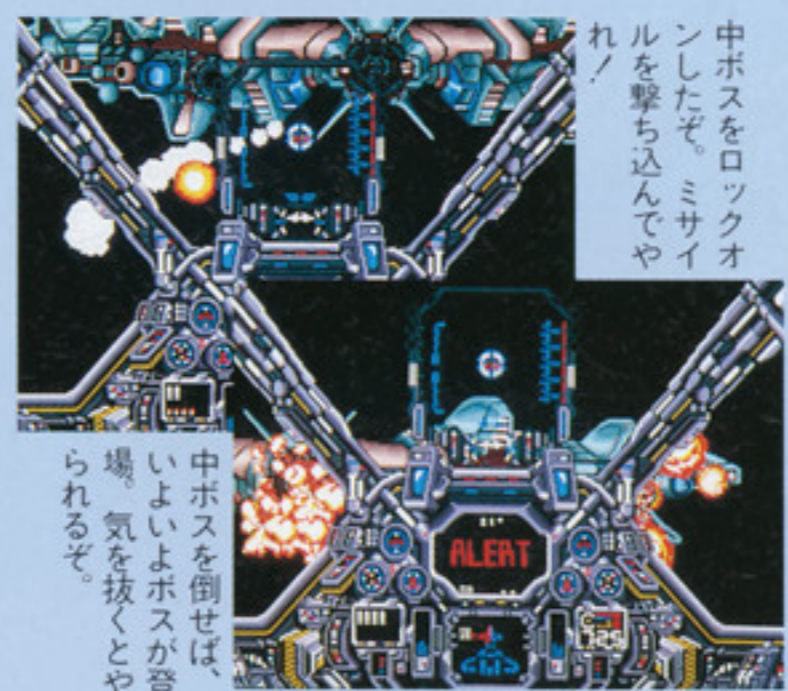 中ボスをロックオ
ンしたぞ。ミサイ
ルを撃ち込んでや
れ！
中ボスを倒せば、
いよいよボスが登
場。気を抜くとや
られるぞ。
ALERT